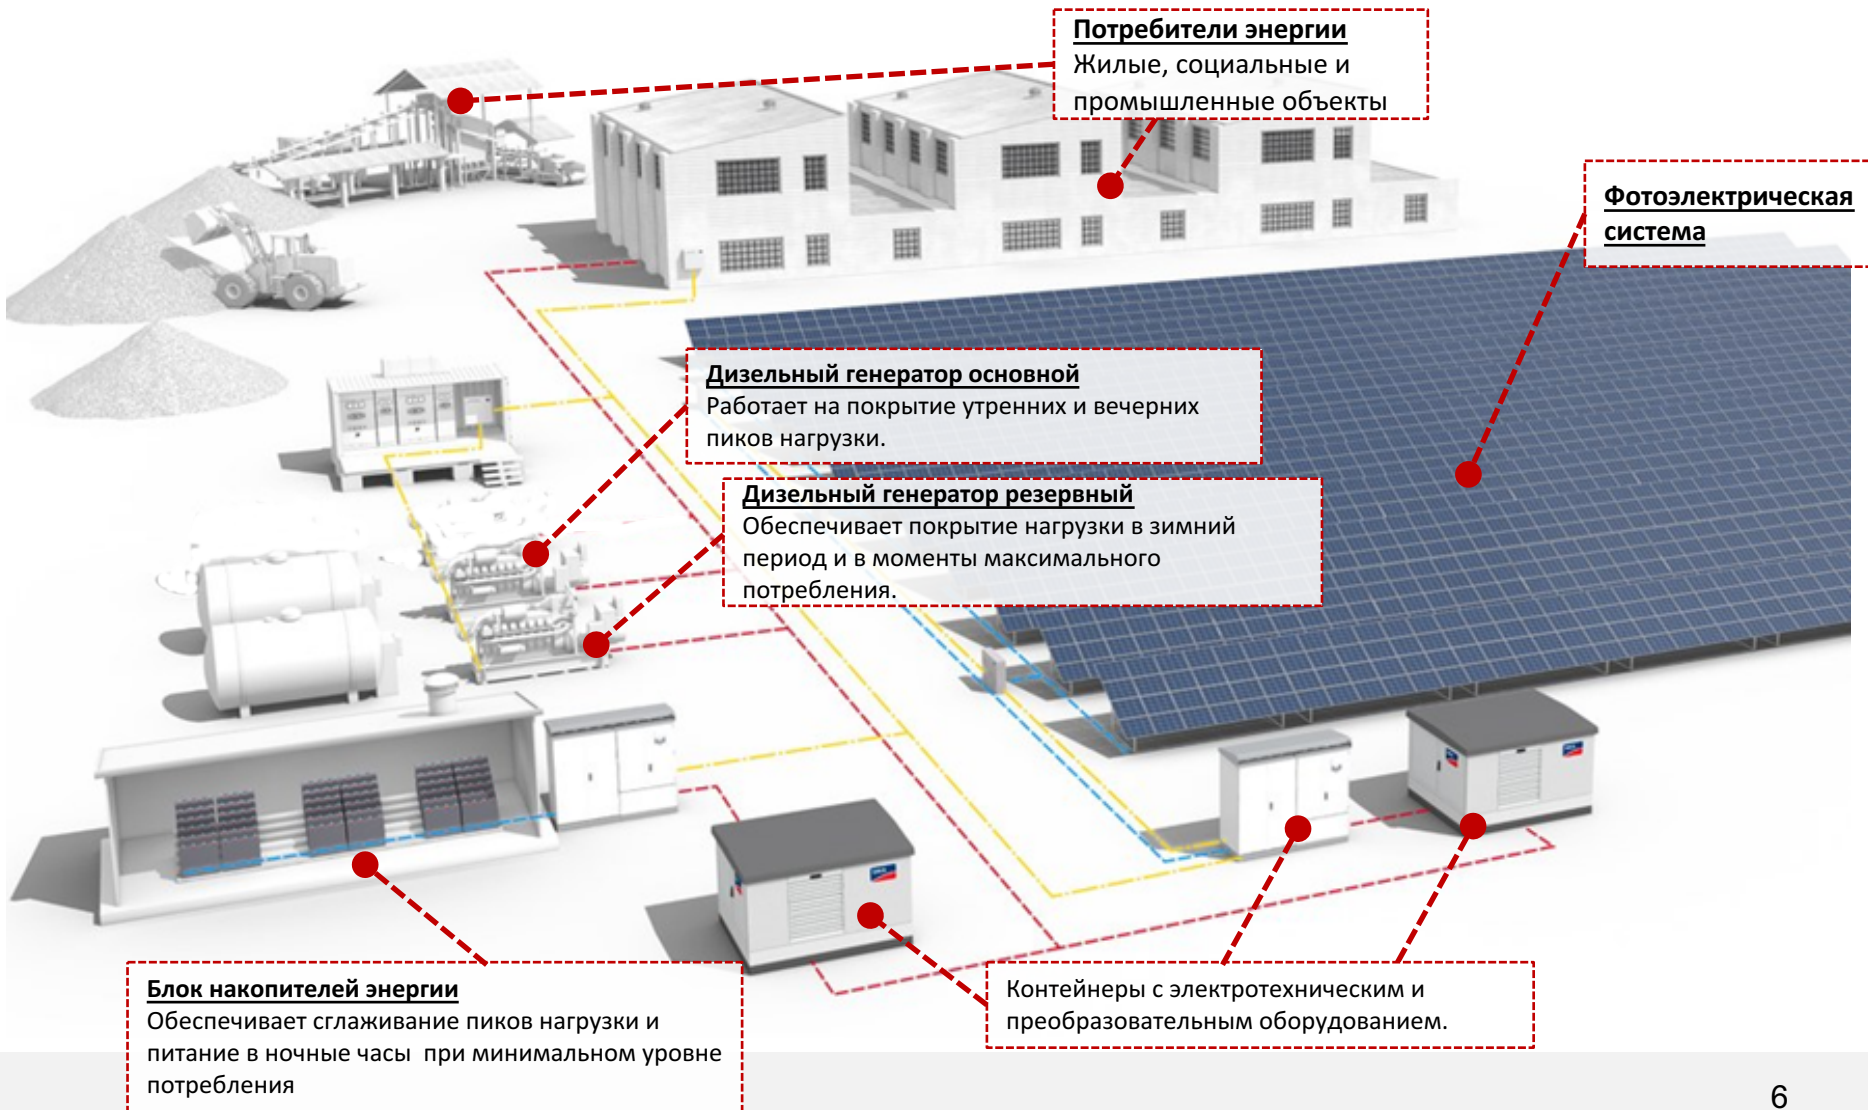 Потребители энергии
Жилые, социальные и
промышленные объекты
Фотоэлектрическая
система
Дизельный генератор основной
Работает на покрытие утренних и вечерних
пиков нагрузки.
Дизельный генератор резервный
Обеспечивает покрытие нагрузки в зимний
период и в моменты максимального
потребления.
Блок накопителей энергии
Обеспечивает сглаживание пиков нагрузки и
питание в ночные часы  при минимальном уровне
потребления
Контейнеры с электротехническим и
преобразовательным оборудованием.
6